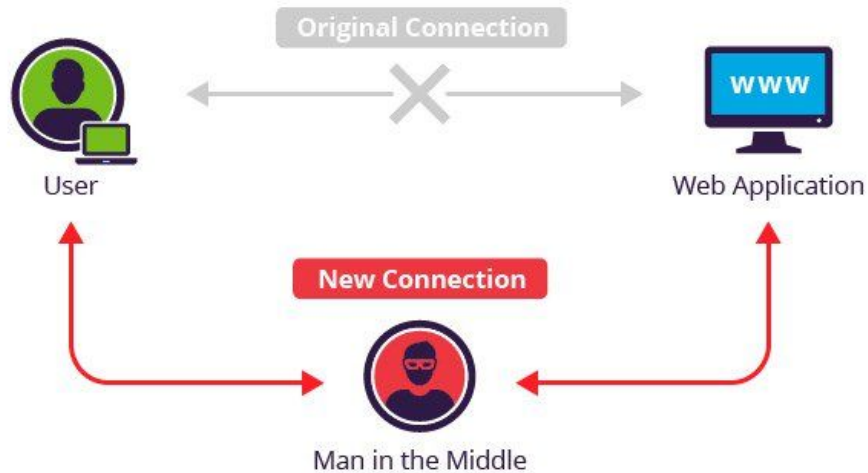 Original Connection
www
User
Web Application
New Connection
Man in the Middle